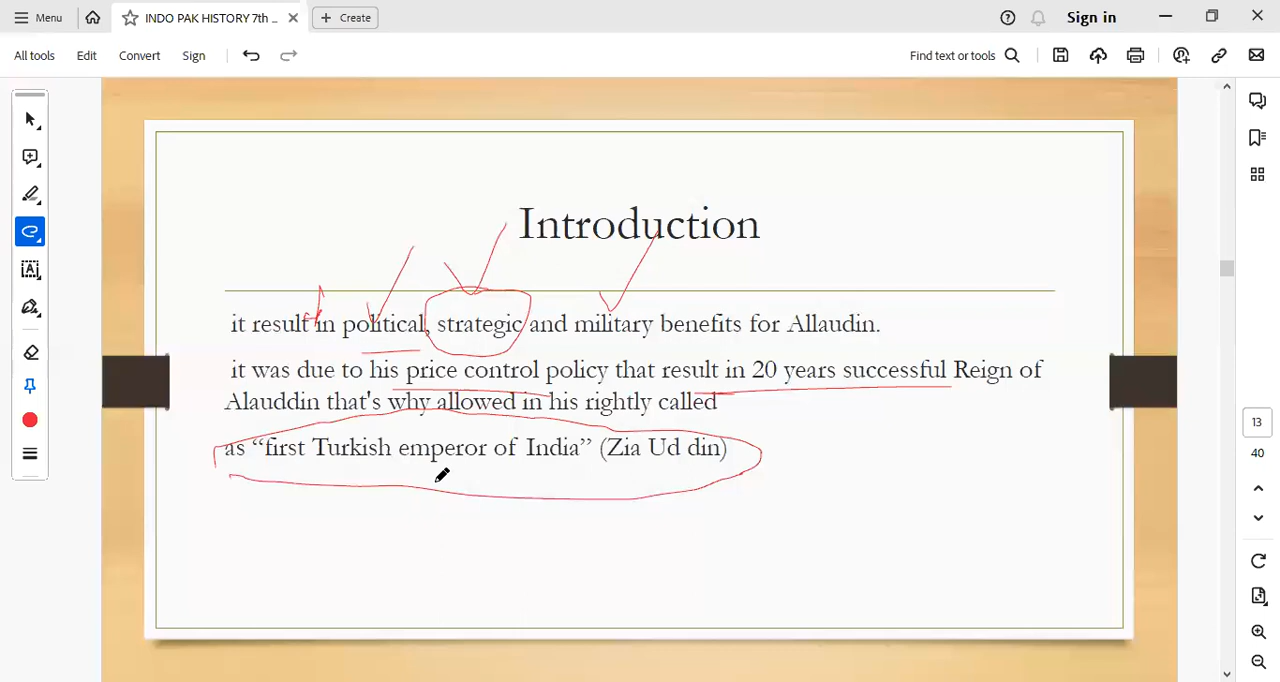 Menu
INDO PAK HISTORY 7th ...
Create
Sign in
All tools
Edit
Convert
Sign
Find text or tools
Introduction
it result in political, strategic and military benefits for Allaudin.
it was due to his price control policy that result in 20 years successful Reign of
Alauddin that's why allowed in his rightly called
as “first Turkish emperor of India” (Zia Ud din)
13
40